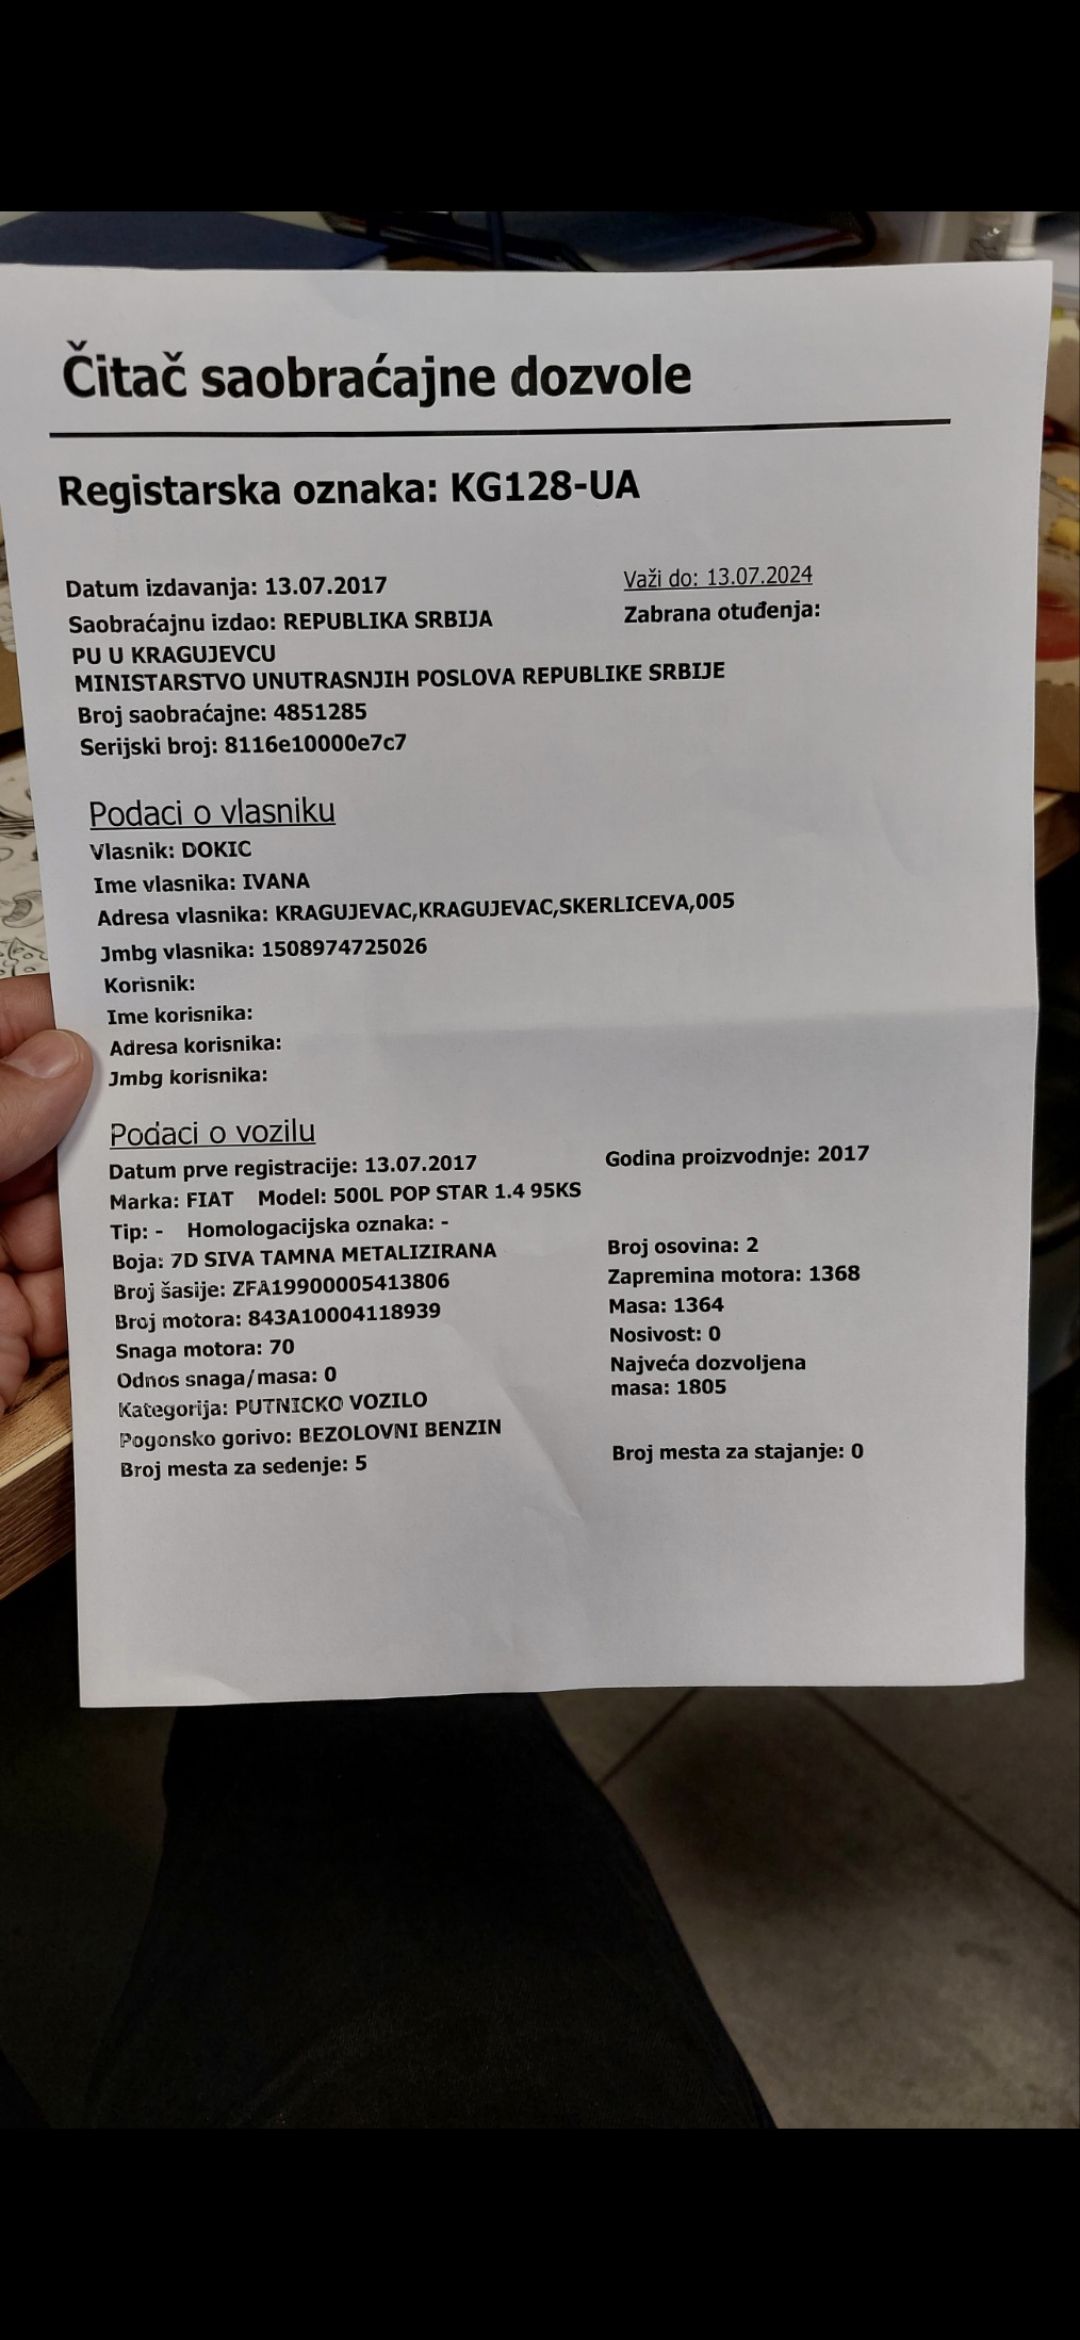 Čitač saobraćajne dozvole
Registarska oznaka: KG128-UA
Datum izdavanja: 13.07.2017 Važi do: 13.07.2024
Saobraćajnu izdao: REPUBLIKA SRBIJA Zabrana otuđenja:
PU U KRAGUJEVCU
MINISTARSTVO UNUTRASNJIH POSLOVA REPUBLIKE SRBIJE
Broj saobraćajne: 4851285
Serijski broj: 8116e10000e7c7
Podaci o vlasniku
Vlasnik: DOKIC
Ime vlasnika: IVANA
Adresa vlasnika: KRAGUJEVAC,KRAGUJEVAC,SKERLICEVA,005
Jmbg vlasnika: 1508974725026
Korisnik:
Ime korisnika:
Adresa korisnika:
Jmbg korisnika:
Podaci o vozilu
Datum prve registracije: 13.07.2017 Godina proizvodnje: 2017
Marka: FIAT Model: 500L POP STAR 1.4 95KS
Tip: - Homologacijska oznaka: -
Boja: 7D SIVA TAMNA METALIZIRANA Broj osovina: 2
Broj šasije: ZFA19900005413806 Zapremina motora: 1368
Broj motora: 843A10004118939 Masa: 1364
Snaga motora: 70 Nosivost: 0
Odnos snaga/masa: 0 Najveća dozvoljena
masa: 1805
Kategorija: PUTNICKO VOZILO
Pogonsko gorivo: BEZOLOVNI BENZIN
Broj mesta za sedenje: 5 Broj mesta za stajanje: 0